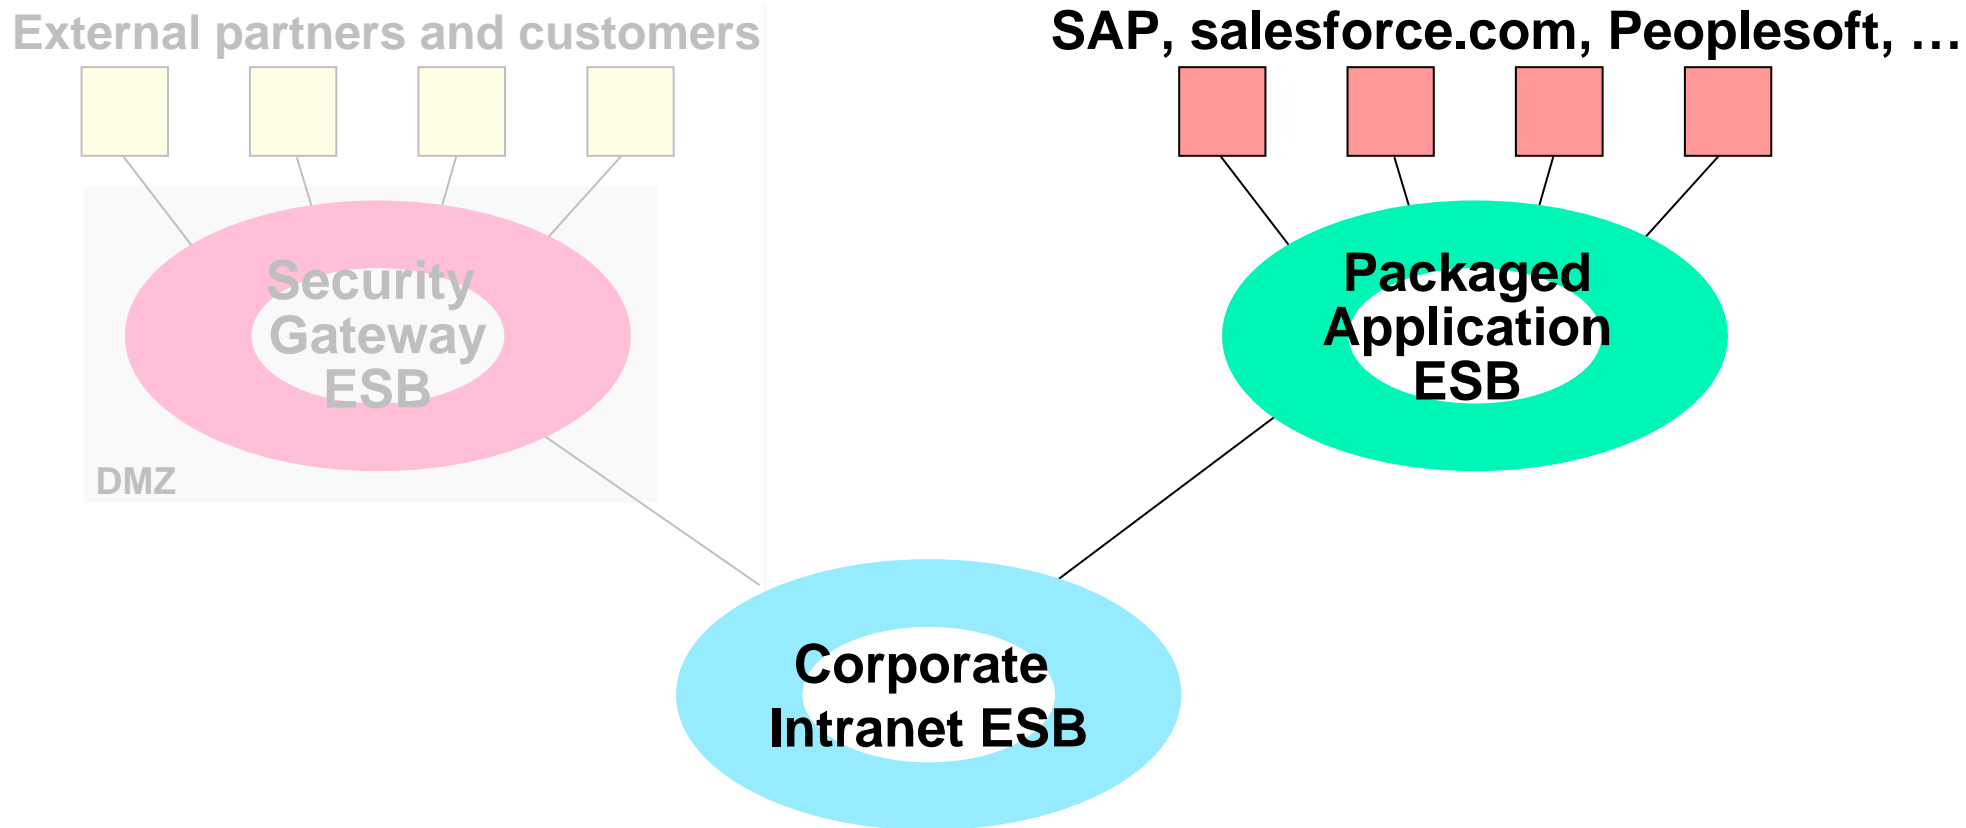 External partners and customers
SAP, salesforce.com, Peoplesoft, …
Security
Gateway
ESB
DMZ
Packaged
Application
ESB
Corporate
Intranet ESB